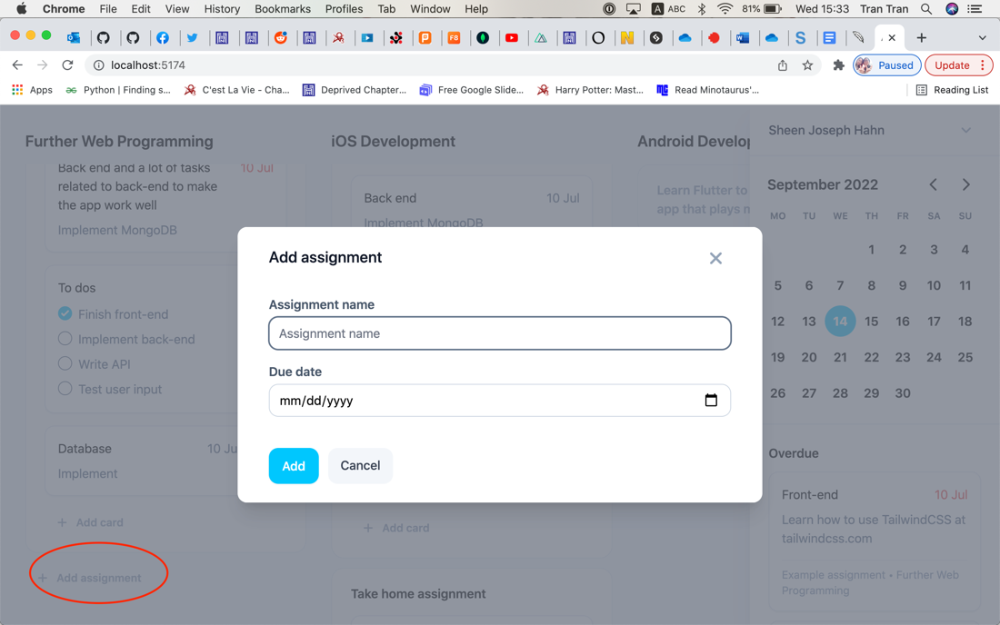 Chrome File Edit View History Bookmarks Profiles Tab Window Help A ABC 81% Wed 15:33 Tran Tran
localhost:5174 Paused Update
Apps Python | Finding s... C'est La Vie - Cha... Deprived Chapter... Free Google Slide... Harry Potter: Mast... Read Minotaurus'... Reading List
Further Web Programming
Back end and a lot of tasks 10 Jul
related to back-end to make
the app work well
Implement MongoDB
To dos
Finish front-end
Implement back-end
Write API
Test user input
Database 10 Ju
Implement
+ Add card
+ Add assignment
iOS Development
Back end 10 Jul
Implement MongoDB
+ Add card
Take home assignment
Android Develop
Learn Flutter to
app that plays m
Add assignment
Assignment name
Assignment name
Due date
mm/dd/yyyy
Add Cancel
Sheen Joseph Hahn
September 2022
MO TU WE TH FR SA SU
1 2 3 4
5 6 7 8 9 10 11
12 13 14 15 16 17 18
19 20 21 22 23 24 25
26 27 28 29 30
Overdue
Front-end 10 Jul
Learn how to use TailwindCSS at
tailwindcss.com
Example assignment • Further Web
Programming